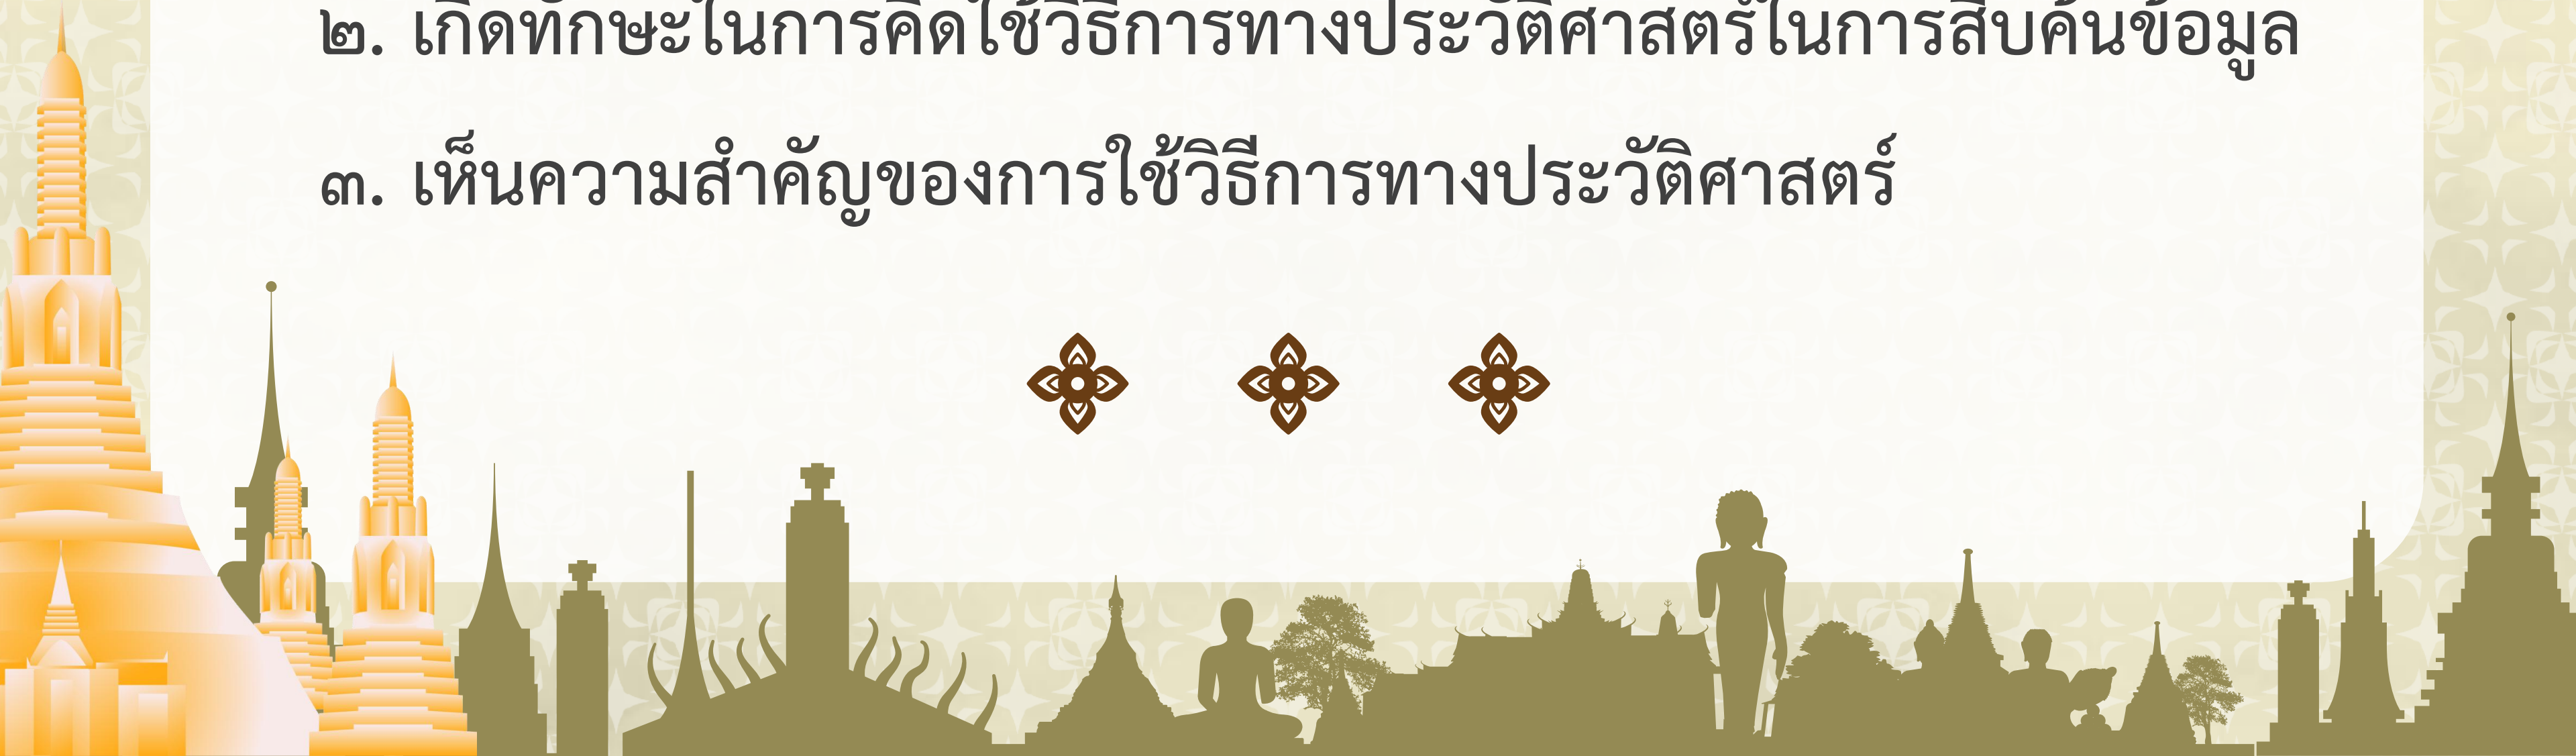 ๒. เกิดทักษะในการคิดใช้วิธีการทางประวัติศาสตร์ในการสืบค้นข้อมูล
๓. เห็นความสำคัญของการใช้วิธีการทางประวัติศาสตร์